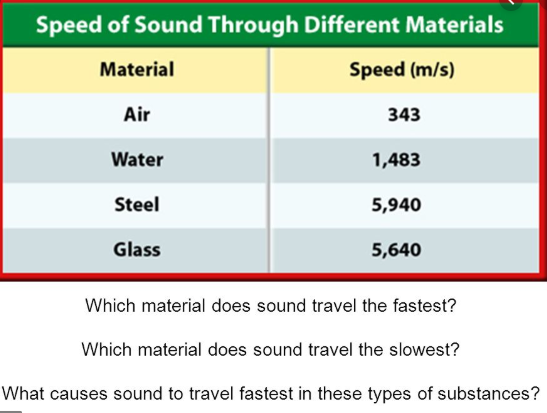 Speed of Sound Through Different Materials
Material Speed (m/s)
Air 343
Water 1,483
Steel 5,940
Glass 5,640
Which material does sound travel the fastest?
Which material does sound travel the slowest?
What causes sound to travel fastest in these types of substances?